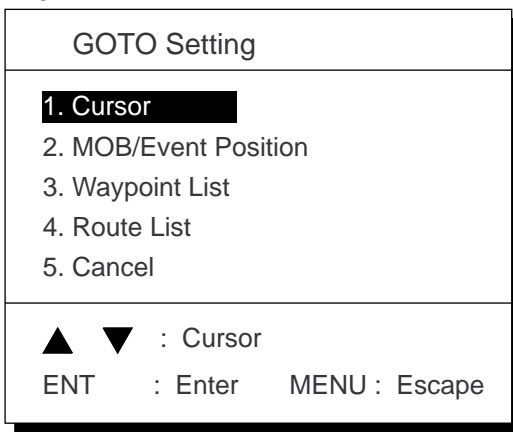 GOTO Setting
1. Cursor
2. MOB/Event Position
3. Waypoint List
4. Route List
5. Cancel
▲ ▼ : Cursor
ENT : Enter MENU : Escape